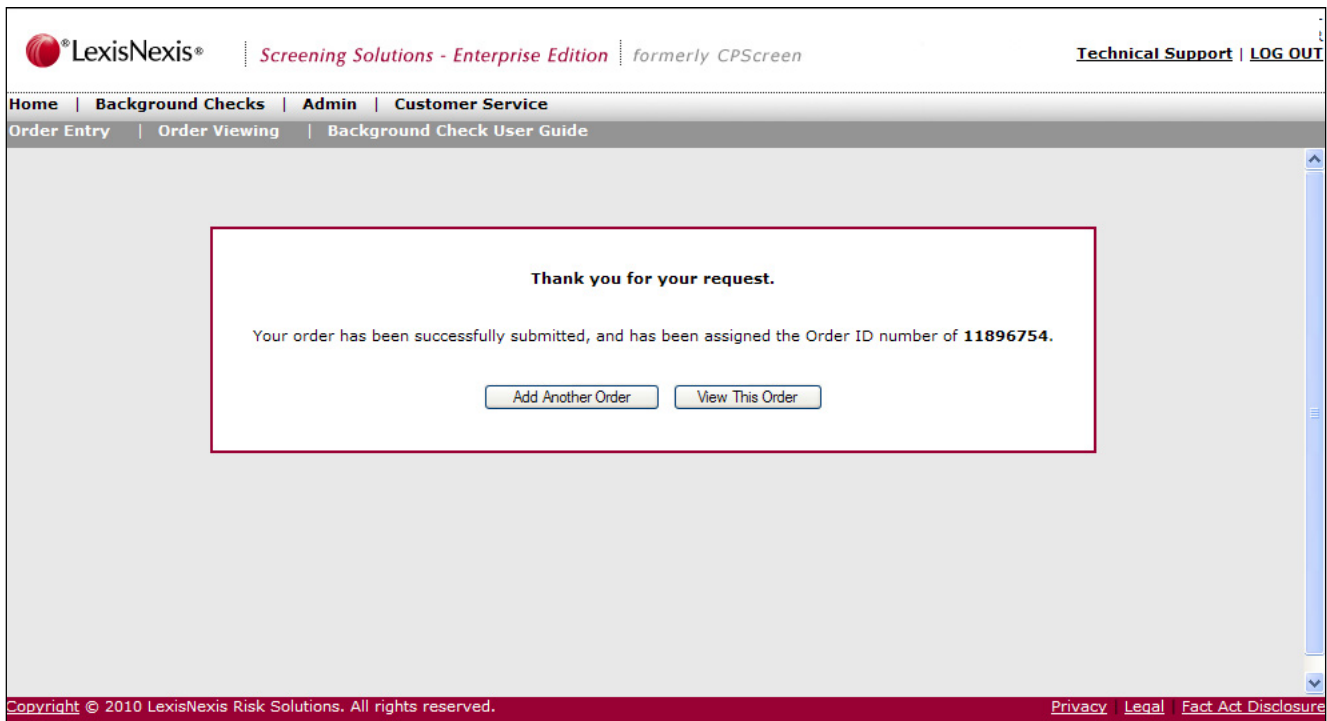 ®LexisNexis® Screening Solutions - Enterprise Edition formerly CPScreen
Technical Support | LOG OUT
Home | Background Checks | Admin | Customer Service
Order Entry | Order Viewing | Background Check User Guide
Thank you for your request.
Your order has been successfully submitted, and has been assigned the Order ID number of 11896754.
Add Another Order View This Order
Copyright © 2010 LexisNexis Risk Solutions. All rights reserved. Privacy | Legal | Fact Act Disclosure